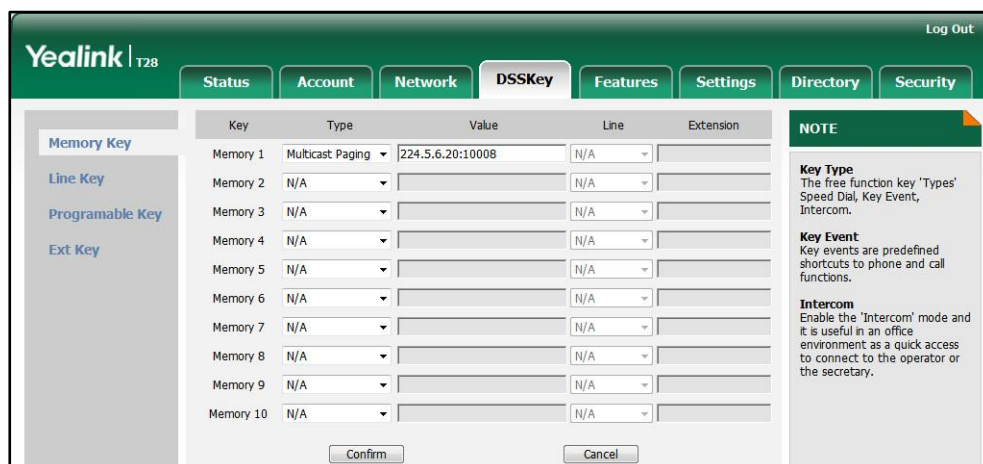 Log Out
Yealink T28
Status Account Network DSSKey Features Settings Directory Security
Memory Key
Line Key
Programable Key
Ext Key
Key Type Value Line Extension
Memory 1 Multicast Paging 224.5.6.20:10008 N/A
Memory 2 N/A N/A
Memory 3 N/A N/A
Memory 4 N/A N/A
Memory 5 N/A N/A
Memory 6 N/A N/A
Memory 7 N/A N/A
Memory 8 N/A N/A
Memory 9 N/A N/A
Memory 10 N/A N/A
Confirm Cancel
NOTE
Key Type
The free function key 'Types'
Speed Dial, Key Event,
Intercom.
Key Event
Key events are predefined
shortcuts to phone and call
functions.
Intercom
Enable the 'Intercom' mode and
it is useful in an office
environment as a quick access
to connect to the operator or
the secretary.